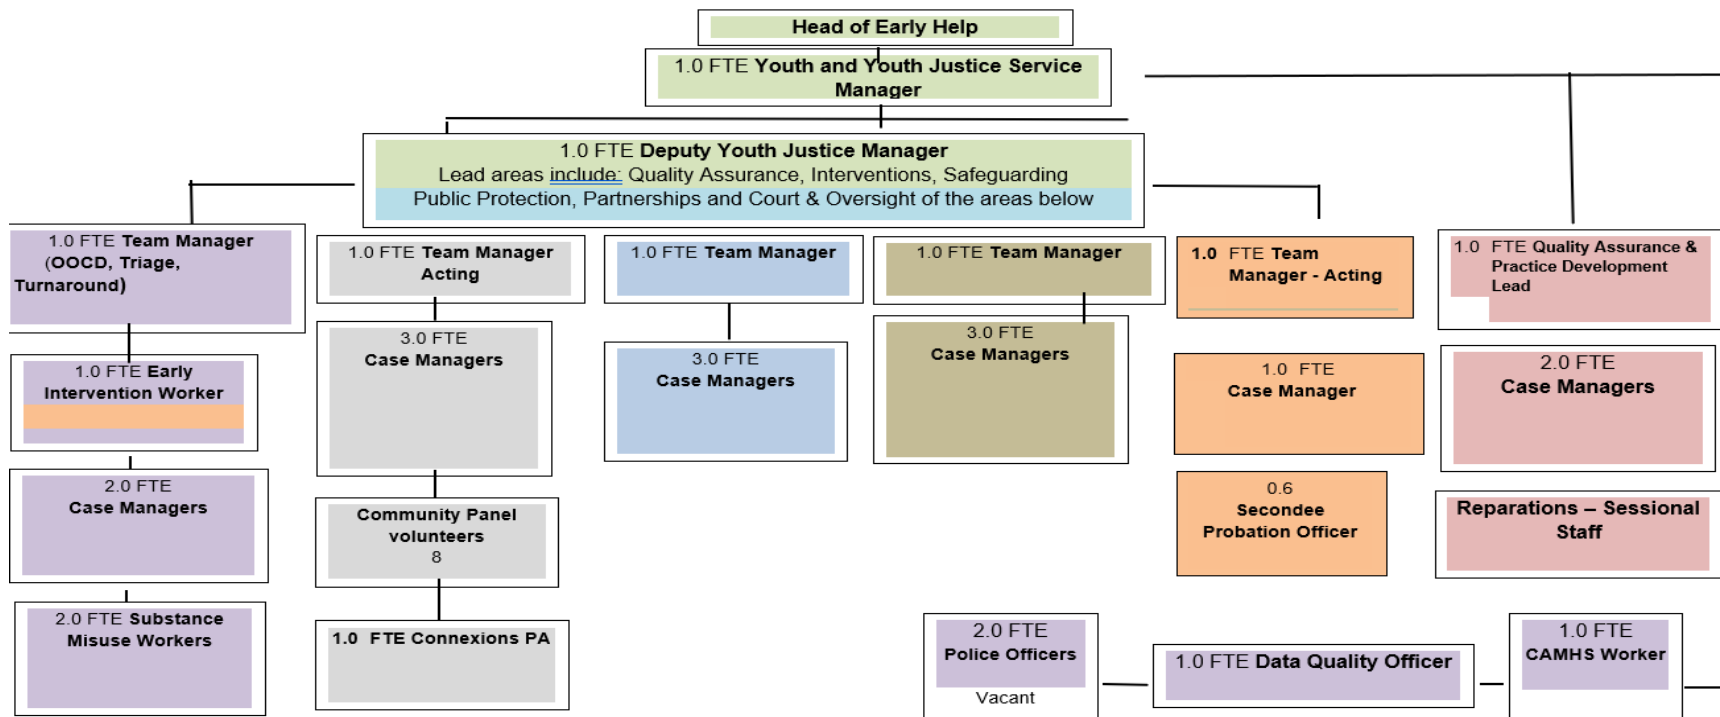 Head of Early Help
1.0 FTE Youth and Youth Justice Service
Manager
1.0 FTE Deputy Youth Justice Manager
Lead areas include: Quality Assurance, Interventions, Safeguarding
Public Protection, Partnerships and Court & Oversight of the areas below
1.0 FTE Team Manager
(OOCD, Triage,
Turnaround)
1.0 FTE Early
Intervention Worker
2.0 FTE
Case Managers
2.0 FTE Substance
Misuse Workers
1.0 FTE Team Manager
Acting
3.0 FTE
Case Managers
Community Panel
volunteers
8
1.0 FTE Connexions PA
1.0 FTE Team Manager
3.0 FTE
Case Managers
1.0 FTE Team Manager
3.0 FTE
Case Managers
1.0 FTE Team
Manager - Acting
1.0 FTE
Case Manager
0.6
Secondee
Probation Officer
1.0 FTE Quality Assurance &
Practice Development
Lead
2.0 FTE
Case Managers
Reparations – Sessional
Staff
2.0 FTE
Police Officers
Vacant
1.0 FTE Data Quality Officer
1.0 FTE
CAMHS Worker